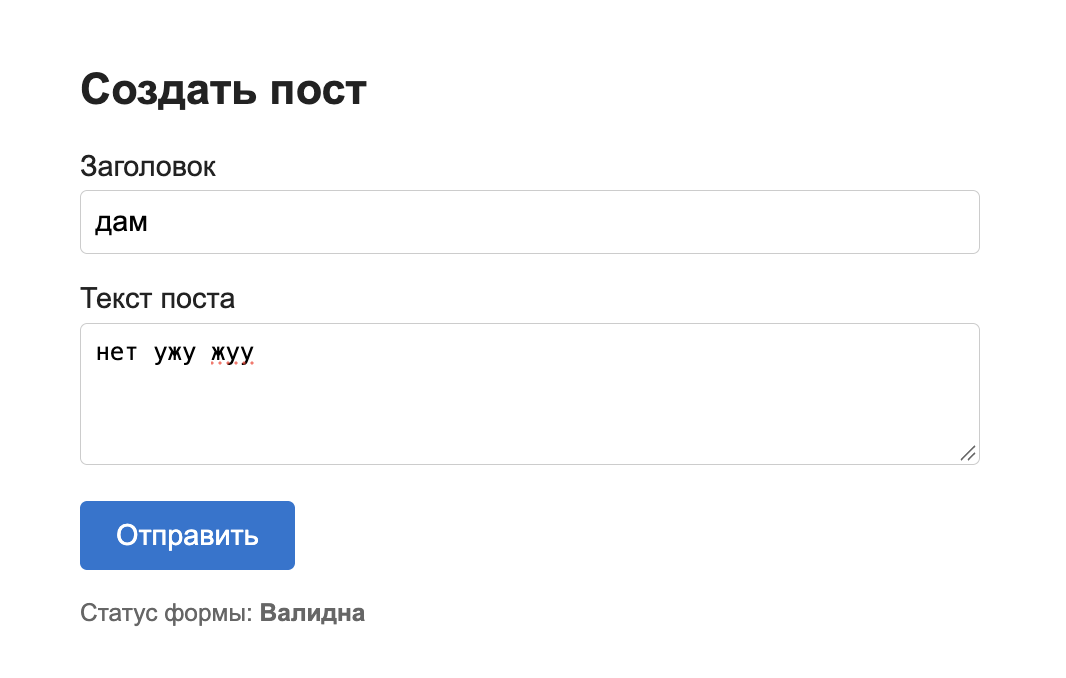 Создать пост
Заголовок
дам
Текст поста
нет ужу жуу
Отправить
Статус формы: Валидна